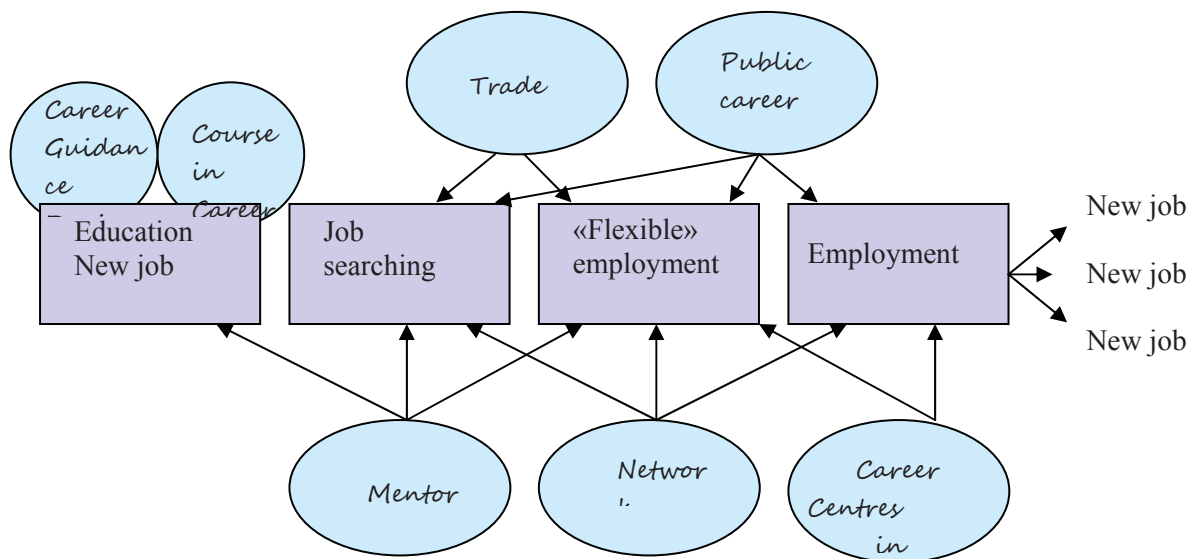 Trade
Public
career
Career
Guidan
ce
Course
in
Career
Education
New job
Job
searching
«Flexible»
employment
Employment
New job
New job
New job
Mentor
Networ
Career
Centres
in